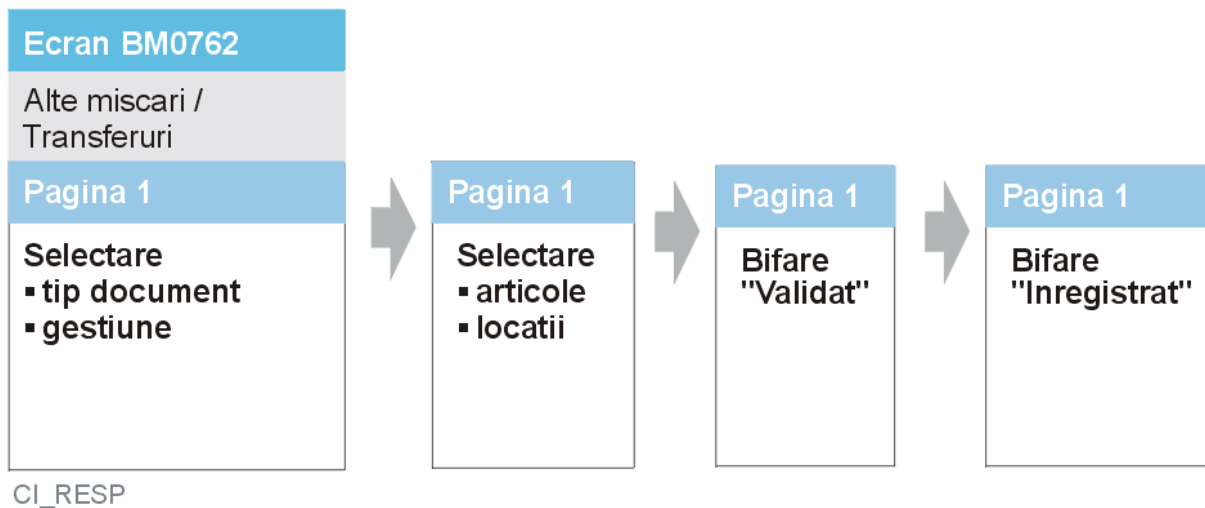 Ecran BM0762
Alte miscari /
Transferuri
Pagina 1
Selectare
▪ tip document
▪ gestiune
Pagina 1
Selectare
▪ articole
▪ locatii
Pagina 1
Bifare
"Validat"
Pagina 1
Bifare
"Inregistrat"
CI_RESP